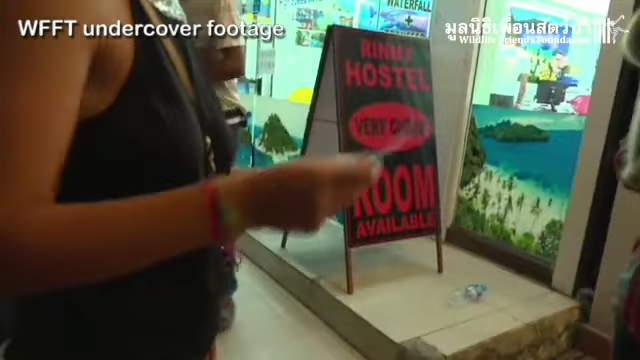 WFFT undercover footage
มูลนิธิเพื่อนสัตว์ป่า
Wildlife Friends Foundation
WATERFALL
RINNY
HOSTEL
VERY CHEAP
ROOM
AVAILABLE